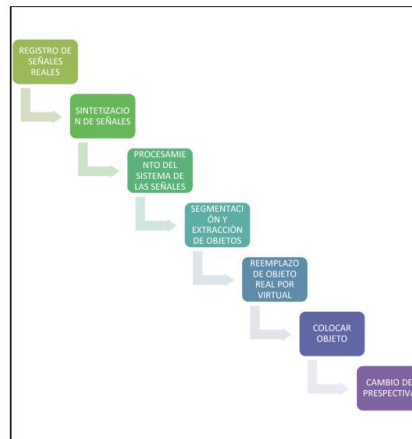 REGISTRO DE
SEÑALES
REALES
SINTETIZACIO
N DE SEÑALES
PROCESAMIE
NTO DEL
SISTEMA DE
LAS SEÑALES
SEGMENTACI
ÓN Y
EXTRACCIÓN
DE OBJETOS
REEMPLAZO
DE OBJETO
REAL POR
VIRTUAL
COLOCAR
OBJETO
CAMBIO DE
PRESPECTIVA